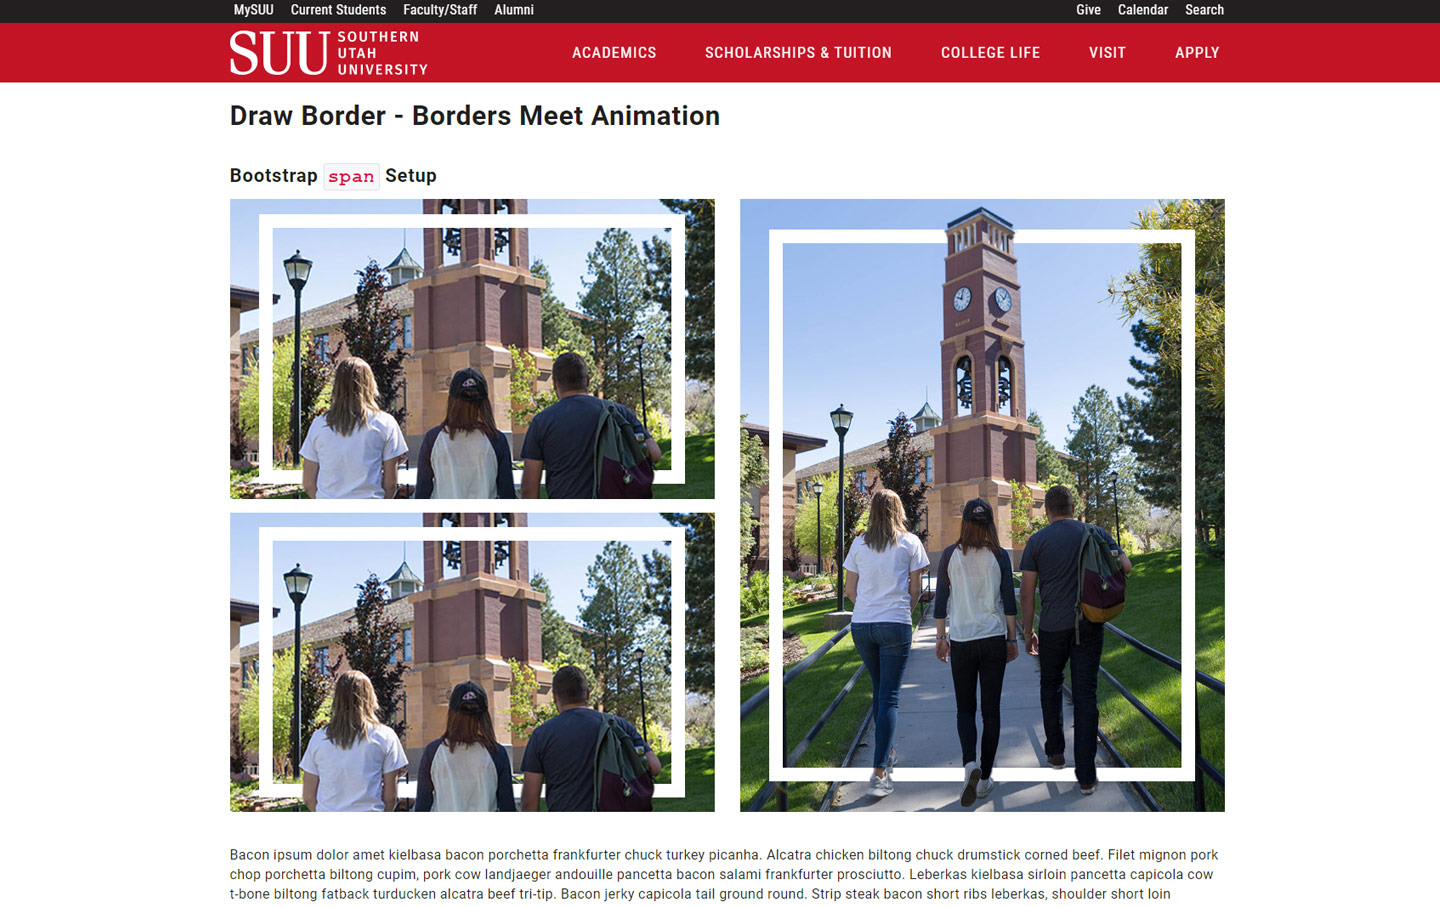 MySUU Current Students Faculty/Staff Alumni Give Calendar Search
SUU SOUTHERN
UTAH
UNIVERSITY
ACADEMICS SCHOLARSHIPS & TUITION COLLEGE LIFE VISIT APPLY
Draw Border - Borders Meet Animation
Bootstrap span Setup
Bacon ipsum dolor amet kielbasa bacon porchetta frankfurter chuck turkey picanha. Alcatra chicken biltong chuck drumstick corned beef. Filet mignon pork
chop porchetta biltong cupim, pork cow landjaeger andouille pancetta bacon salami frankfurter prosciutto. Leberkas kielbasa sirloin pancetta capicola cow
t-bone biltong fatback turducken alcatra beef tri-tip. Bacon jerky capicola tail ground round. Strip steak bacon short ribs leberkas, shoulder short loin